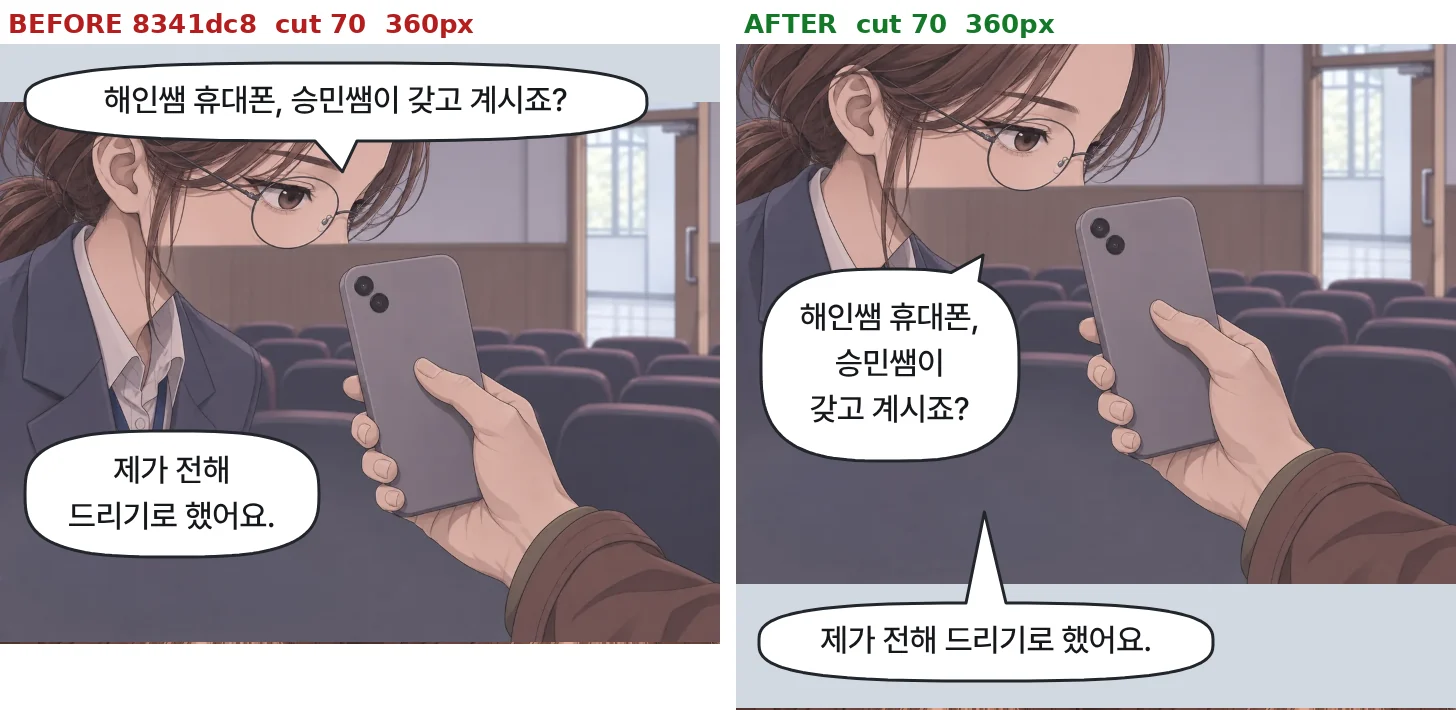 BEFORE 8341dc8 cut 70 360px
해인쌤 휴대폰, 승민쌤이 갖고 계시죠?
제가 전해
드리기로 했어요.
AFTER cut 70 360px
해인쌤 휴대폰,
승민쌤이
갖고 계시죠?
제가 전해 드리기로 했어요.